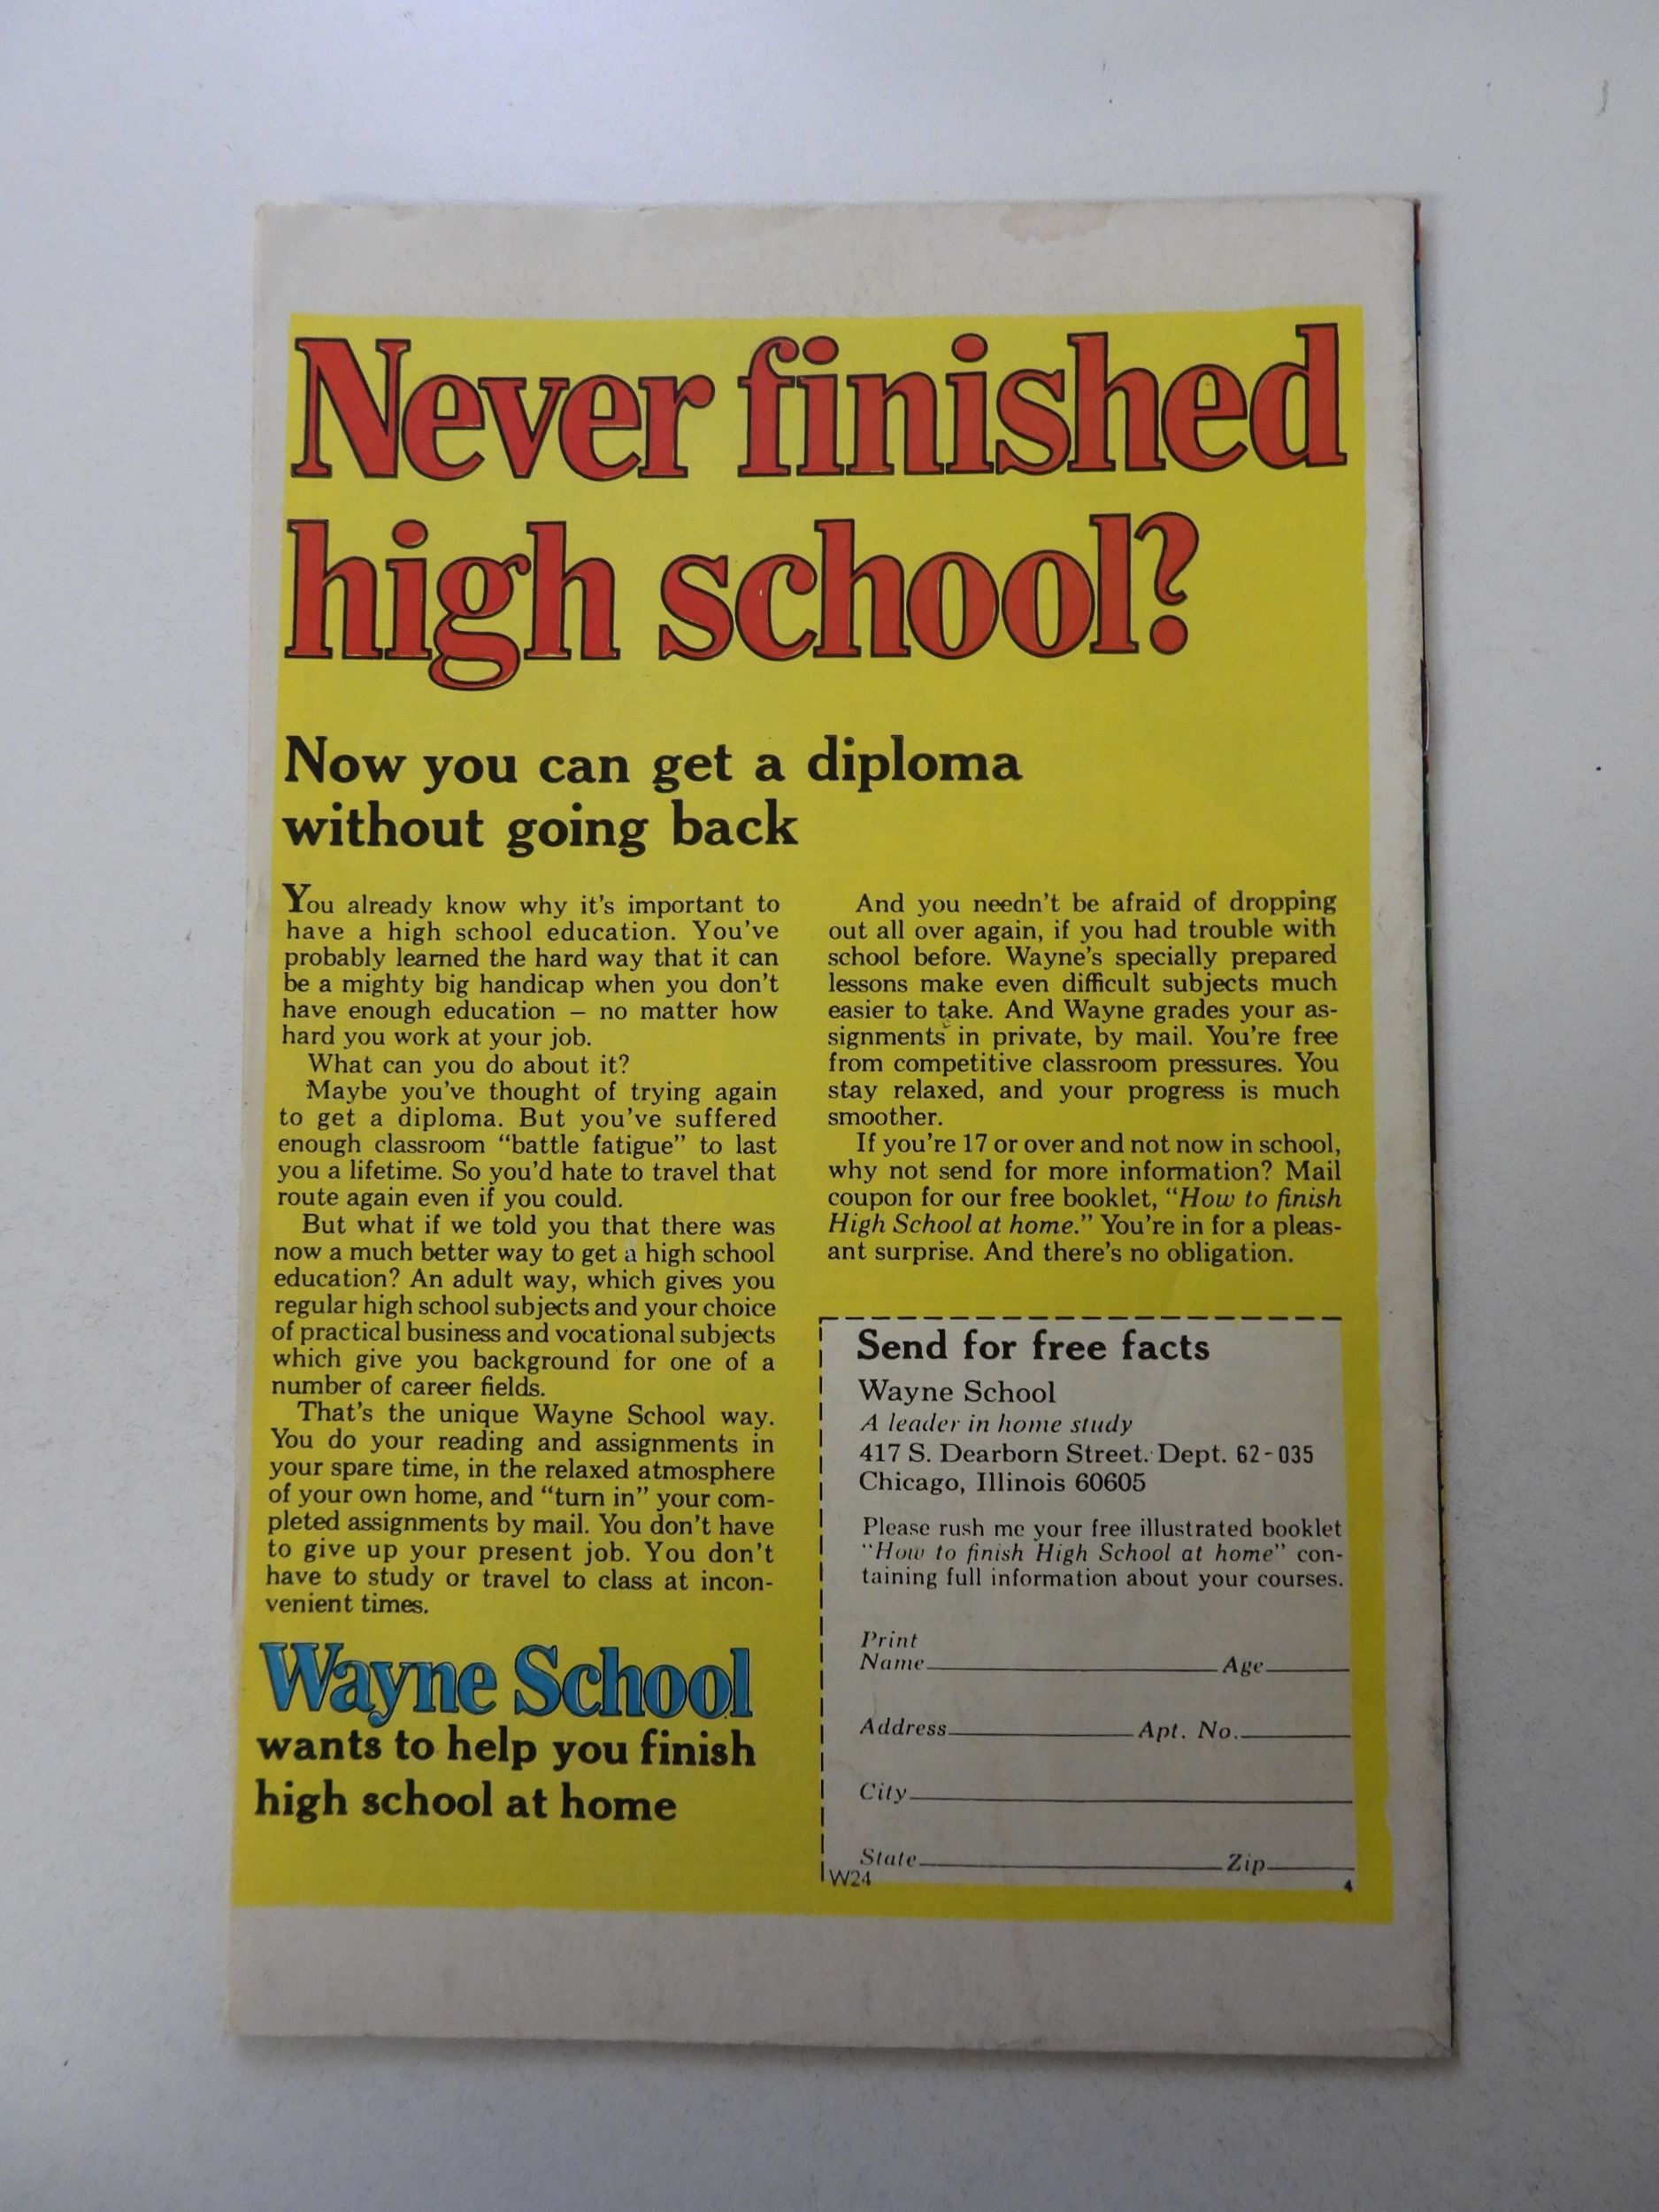 Never finished
high school?
Now you can get a diploma
without going back
You already know why it's important to
have a high school education. You've
probably learned the hard way that it can
be a mighty big handicap when you don't
have enough education – no matter how
hard you work at your job.
What can you do about it?
Maybe you've thought of trying again
to get a diploma. But you've suffered
enough classroom “battle fatigue” to last
you a lifetime. So you'd hate to travel that
route again even if you could.
But what if we told you that there was
now a much better way to get a high school
education? An adult way, which gives you
regular high school subjects and your choice
of practical business and vocational subjects
which give you background for one of a
number of career fields.
That's the unique Wayne School way.
You do your reading and assignments in
your spare time, in the relaxed atmosphere
of your own home, and “turn in” your com-
pleted assignments by mail. You don't have
to give up your present job. You don't
have to study or travel to class at incon-
venient times.
Wayne School
wants to help you finish
high school at home
And you needn't be afraid of dropping
out all over again, if you had trouble with
school before. Wayne's specially prepared
lessons make even difficult subjects much
easier to take. And Wayne grades your as-
signments in private, by mail. You're free
from competitive classroom pressures. You
stay relaxed, and your progress is much
smoother.
If you're 17 or over and not now in school,
why not send for more information? Mail
coupon for our free booklet, “How to finish
High School at home.” You're in for a pleas-
ant surprise. And there's no obligation.
Send for free facts
Wayne School
A leader in home study
417 S. Dearborn Street. Dept. 62-035
Chicago, Illinois 60605
Please rush me your free illustrated booklet
“How to finish High School at home” con-
taining full information about your courses.
Print
Name Age
Address Apt. No.
City
State Zip
W24 4